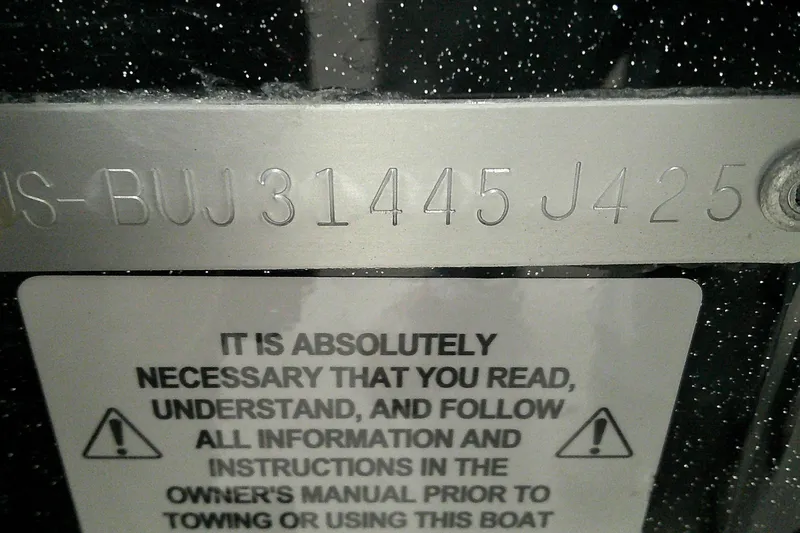 US-BUJ31445J425
IT IS ABSOLUTELY
NECESSARY THAT YOU READ,
UNDERSTAND, AND FOLLOW
ALL INFORMATION AND
INSTRUCTIONS IN THE
OWNER'S MANUAL PRIOR TO
TOWING OR USING THIS BOAT